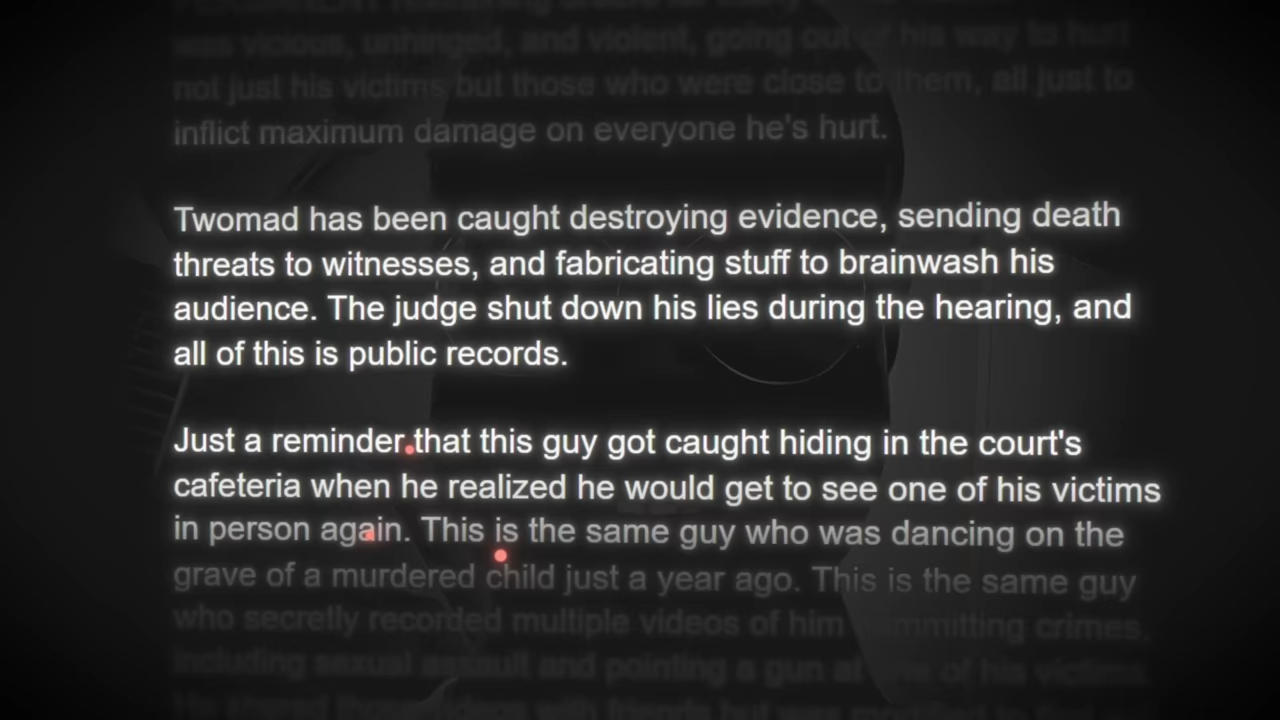 was vicious, unhinged, and violent, going out of his way to hurt
not just his victims but those who were close to them, all just to
inflict maximum damage on everyone he's hurt.
Twomad has been caught destroying evidence, sending death
threats to witnesses, and fabricating stuff to brainwash his
audience. The judge shut down his lies during the hearing, and
all of this is public records.
Just a reminder that this guy got caught hiding in the court's
cafeteria when he realized he would get to see one of his victims
in person again. This is the same guy who was dancing on the
grave of a murdered child just a year ago. This is the same guy
who secretly recorded multiple videos of him committing crimes,
including sexual assault and pointing a gun at one of his victims.